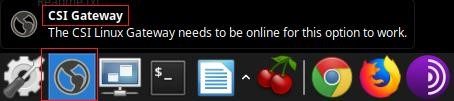 CSI Gateway
The CSI Linux Gateway needs to be online for this option to work.